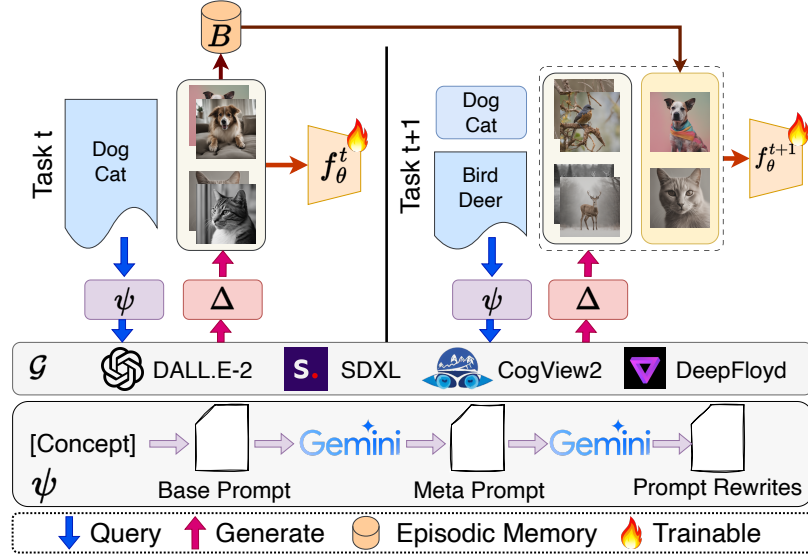 B
Task t
Dog
Cat
f_θ^t
Task t+1
Dog
Cat
Bird
Deer
f_θ^{t+1}
ψ
Δ
ψ
Δ
𝒢
DALL.E-2
S.
SDXL
CogView2
DeepFloyd
[Concept]
Gemini
Gemini
ψ
Base Prompt
Meta Prompt
Prompt Rewrites
Query
Generate
Episodic Memory
Trainable